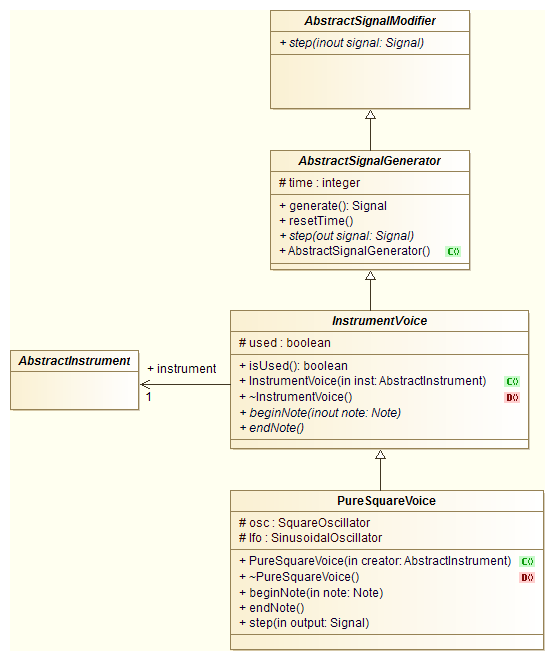 AbstractSignalModifier
+ step(inout signal: Signal)
AbstractSignalGenerator
# time : integer
+ generate(): Signal
+ resetTime()
+ step(out signal: Signal)
+ AbstractSignalGenerator() C()
InstrumentVoice
# used : boolean
+ isUsed(): boolean
+ InstrumentVoice(in inst: AbstractInstrument) C()
+ ~InstrumentVoice() D()
+ beginNote(inout note: Note)
+ endNote()
AbstractInstrument
+ instrument
1
PureSquareVoice
# osc : SquareOscillator
# lfo : SinusoidalOscillator
+ PureSquareVoice(in creator: AbstractInstrument) C()
+ ~PureSquareVoice() D()
+ beginNote(in note: Note)
+ endNote()
+ step(in output: Signal)